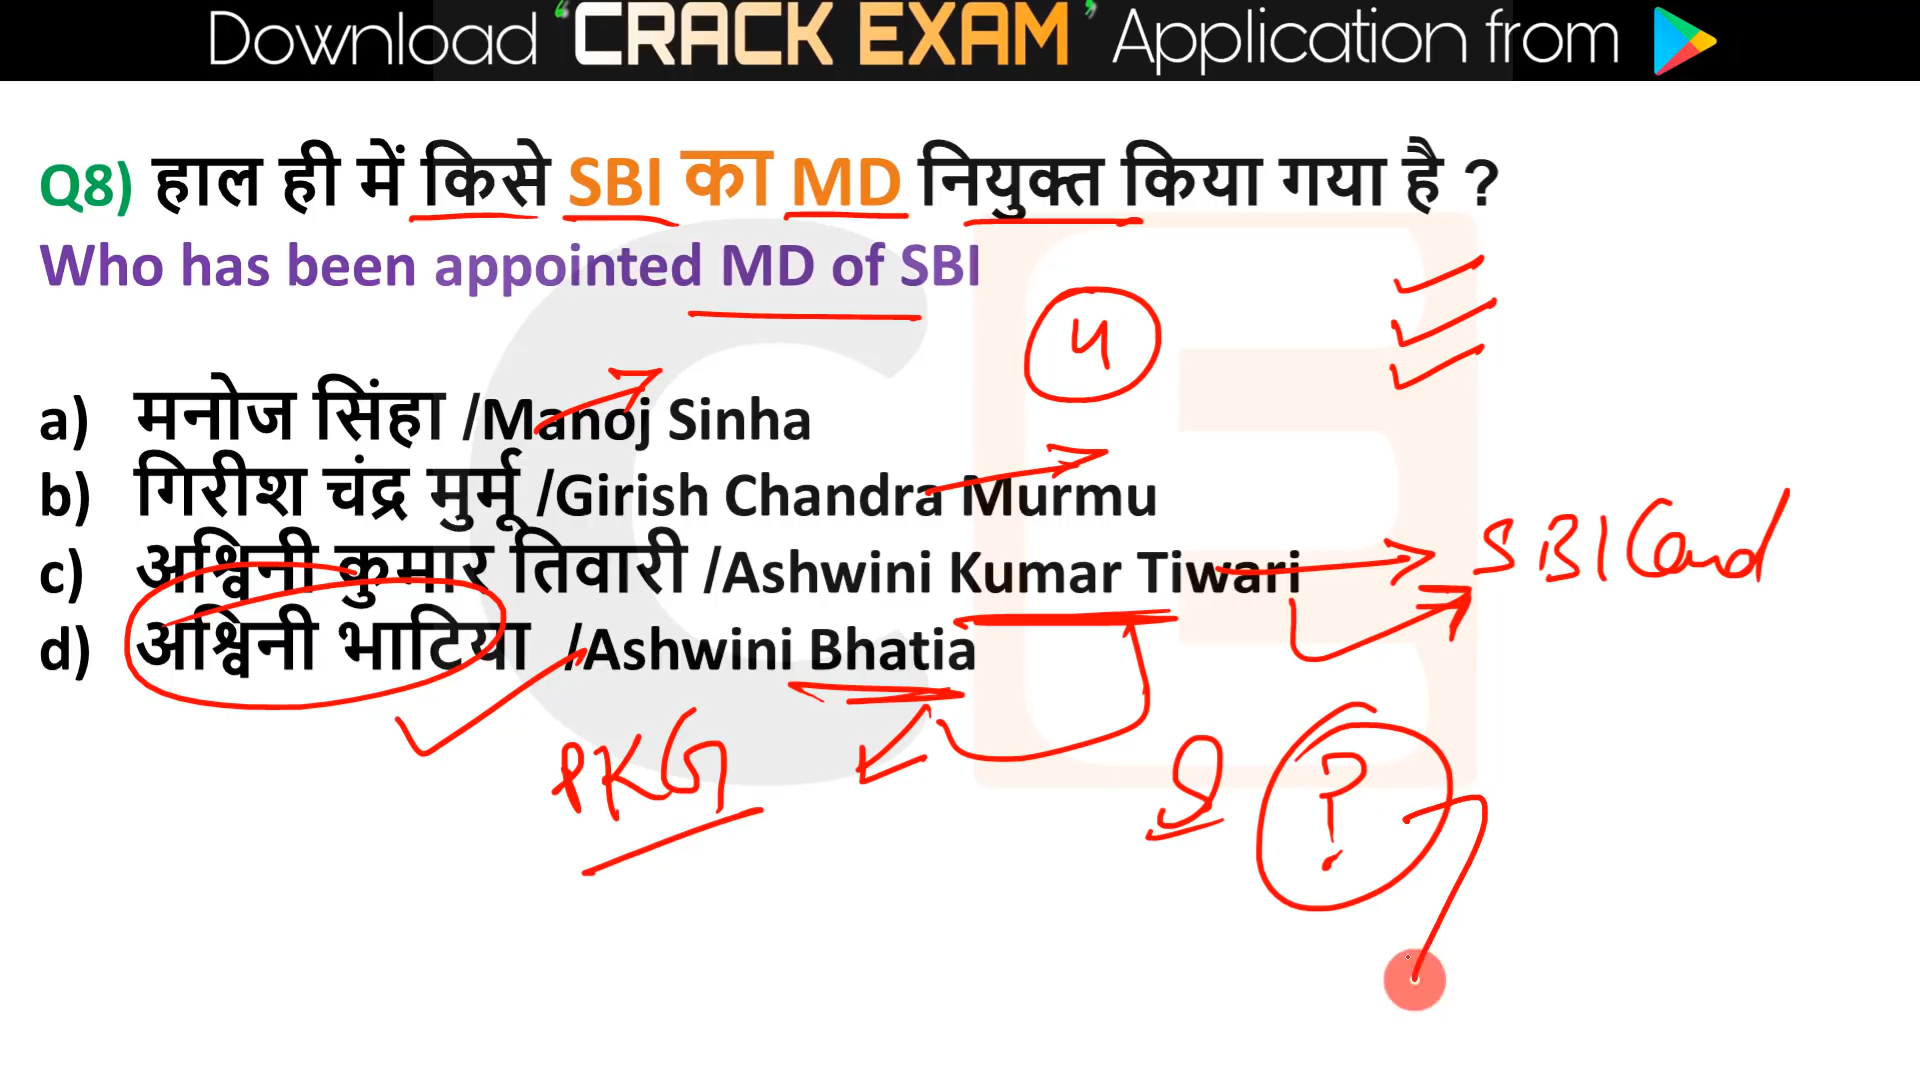 Download ‘CRACK EXAM’ Application from
Q8) हाल ही में किसे SBI का MD नियुक्त किया गया है ?
Who has been appointed MD of SBI
4
a) मनोज सिंहा /Manoj Sinha
b) गिरीश चंद्र मुर्मू /Girish Chandra Murmu
c) अश्विनी कुमार तिवारी /Ashwini Kumar Tiwari
SBI Card
d) अश्विनी भाटिया /Ashwini Bhatia
PKG
?